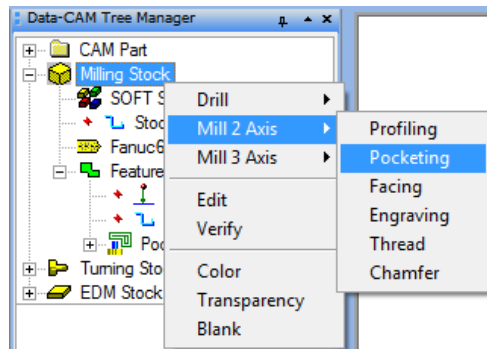 Data-CAM Tree Manager
CAM Part
Milling Stock
SOFT S
Stoc
Fanuc6
Feature
Poc
Turning Sto
EDM Stock
Drill
Mill 2 Axis
Mill 3 Axis
Edit
Verify
Color
Transparency
Blank
Profiling
Pocketing
Facing
Engraving
Thread
Chamfer